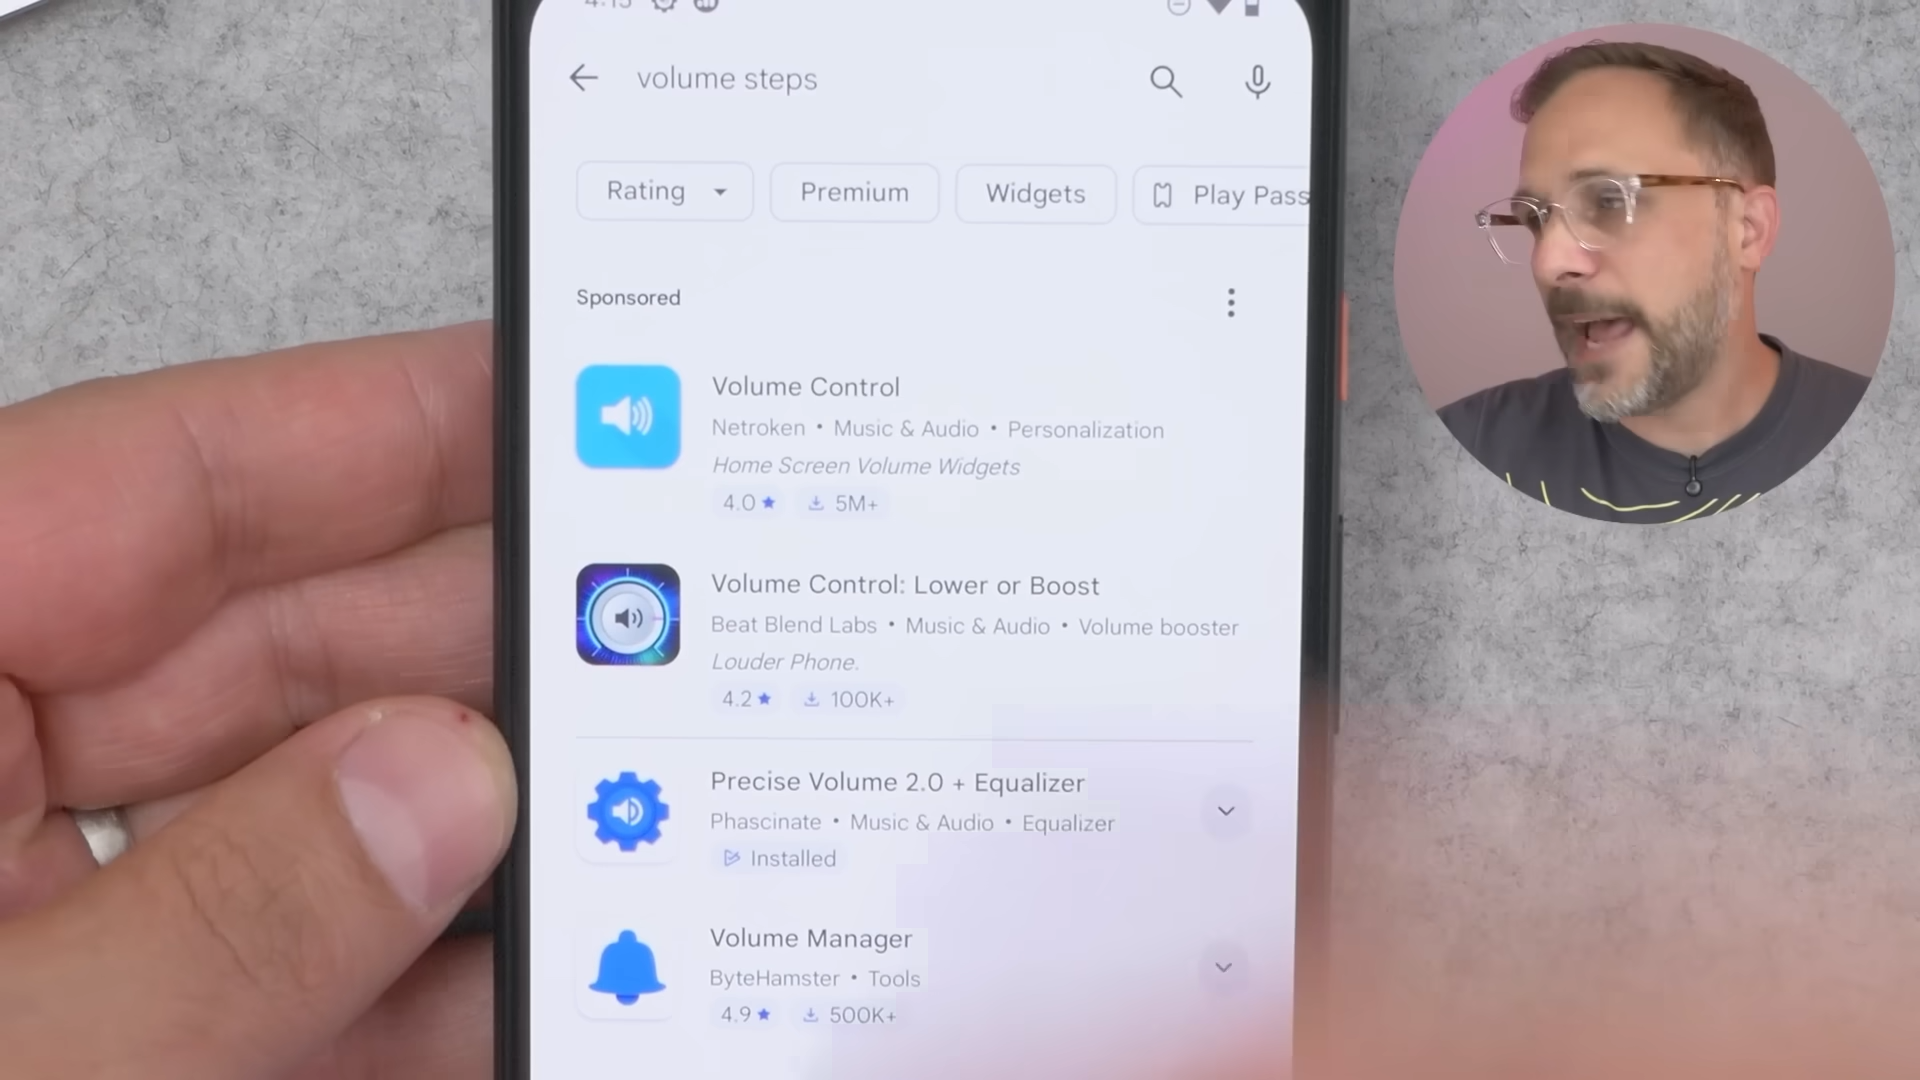 4:15
volume steps
Rating
Premium
Widgets
Play Pass
Sponsored
Volume Control
Netroken • Music & Audio • Personalization
Home Screen Volume Widgets
4.0 ★ 5M+
Volume Control: Lower or Boost
Beat Blend Labs • Music & Audio • Volume booster
Louder Phone.
4.2 ★ 100K+
Precise Volume 2.0 + Equalizer
Phascinate • Music & Audio • Equalizer
Installed
Volume Manager
ByteHamster • Tools
4.9 ★ 500K+